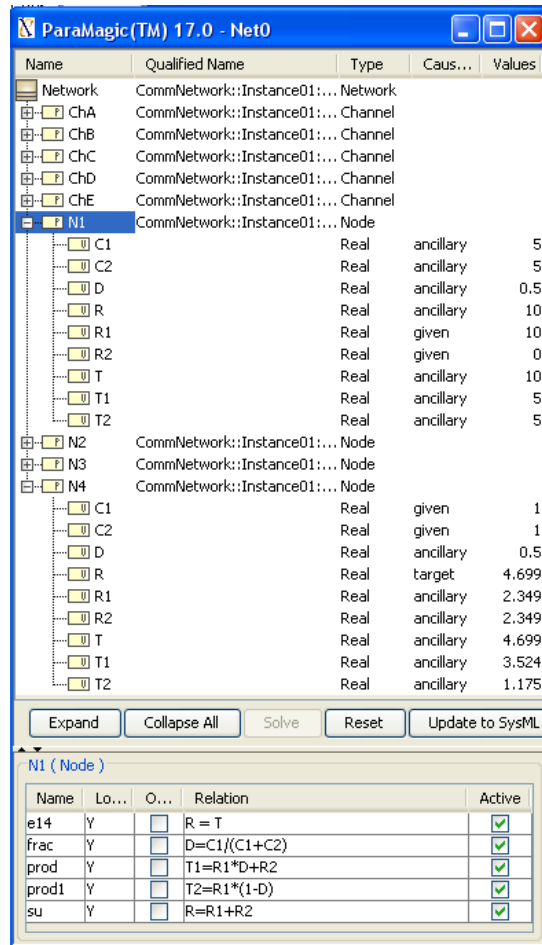 ParaMagic(TM) 17.0 - Net0
Name Qualified Name Type Caus... Values
Network CommNetwork::Instance01:... Network
ChA CommNetwork::Instance01:... Channel
ChB CommNetwork::Instance01:... Channel
ChC CommNetwork::Instance01:... Channel
ChD CommNetwork::Instance01:... Channel
ChE CommNetwork::Instance01:... Channel
N1 CommNetwork::Instance01:... Node
C1 Real ancillary 5
C2 Real ancillary 5
D Real ancillary 0.5
R Real ancillary 10
R1 Real given 10
R2 Real given 0
T Real ancillary 10
T1 Real ancillary 5
T2 Real ancillary 5
N2 CommNetwork::Instance01:... Node
N3 CommNetwork::Instance01:... Node
N4 CommNetwork::Instance01:... Node
C1 Real given 1
C2 Real given 1
D Real ancillary 0.5
R Real target 4.699
R1 Real ancillary 2.349
R2 Real ancillary 2.349
T Real ancillary 4.699
T1 Real ancillary 3.524
T2 Real ancillary 1.175
Expand Collapse All Solve Reset Update to SysML
N1 ( Node )
Name Lo... O... Relation Active
e14 Y R = T
frac Y D=C1/(C1+C2)
prod Y T1=R1*D+R2
prod1 Y T2=R1*(1-D)
su Y R=R1+R2